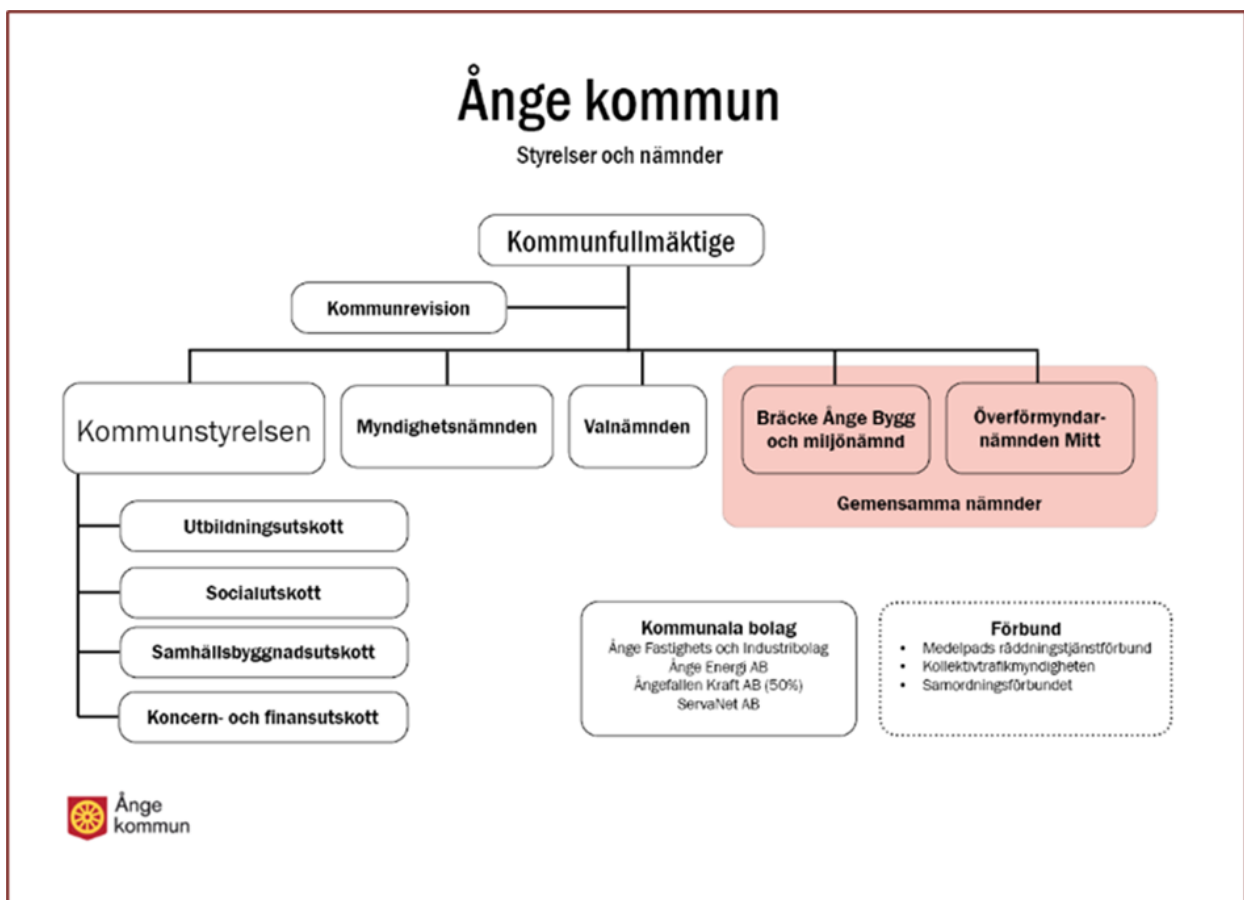 Ånge kommun
Styrelser och nämnder
Kommunfullmäktige
Kommunrevision
Kommunstyrelsen
Myndighetsnämnden
Valnämnden
Bräcke Ånge Bygg
och miljönämnd
Överförmyndar-
nämnden Mitt
Gemensamma nämnder
Utbildningsutskott
Socialutskott
Samhällsbyggnadsutskott
Koncern- och finansutskott
Kommunala bolag
Ånge Fastighets och Industribolag
Ånge Energi AB
Ångefallen Kraft AB (50%)
ServaNet AB
Förbund
• Medelpads räddningstjänstförbund
• Kollektivtrafikmyndigheten
• Samordningsförbundet
Ånge
kommun